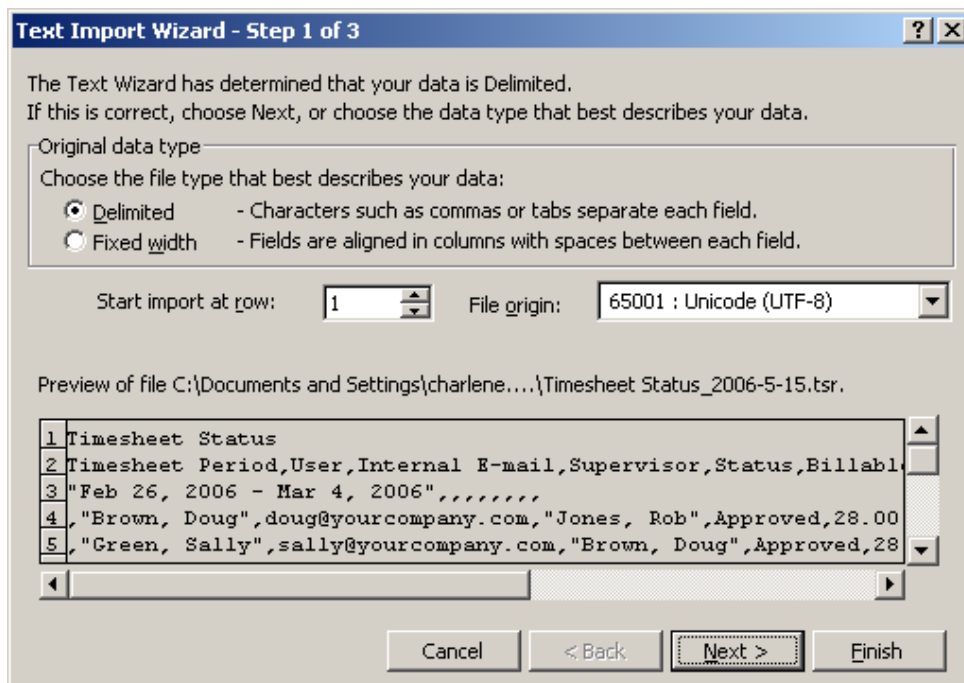 Text Import Wizard - Step 1 of 3
The Text Wizard has determined that your data is Delimited.
If this is correct, choose Next, or choose the data type that best describes your data.
Original data type
Choose the file type that best describes your data:
Delimited - Characters such as commas or tabs separate each field.
Fixed width - Fields are aligned in columns with spaces between each field.
Start import at row: 1 File origin: 65001 : Unicode (UTF-8)
Preview of file C:\Documents and Settings\charlene....\Timesheet Status_2006-5-15.tsr.
1 Timesheet Status
2 Timesheet Period,User,Internal E-mail,Supervisor,Status,Billabl
3 "Feb 26, 2006 - Mar 4, 2006",,,,,,,,
4 ,"Brown, Doug",doug@yourcompany.com,"Jones, Rob",Approved,28.00
5 ,"Green, Sally",sally@yourcompany.com,"Brown, Doug",Approved,28
Cancel < Back Next > Finish